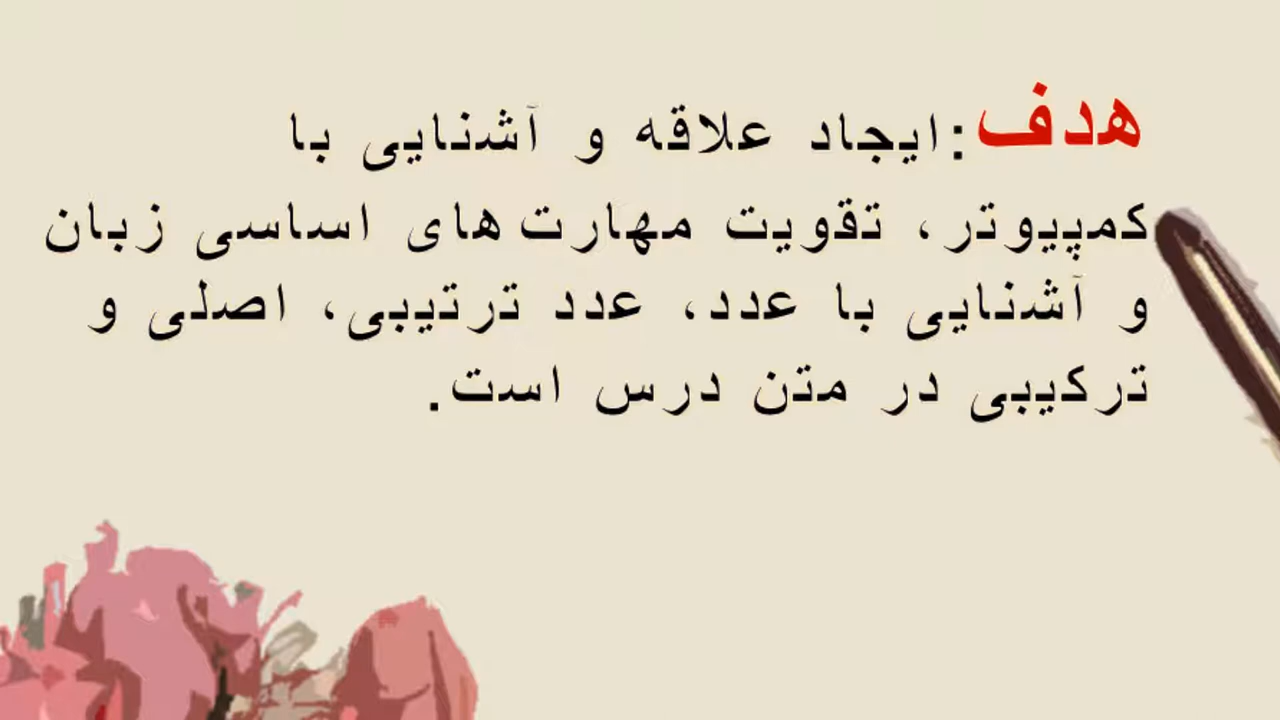 هدف:ایجاد علاقه و آشنایی با
کمپیوتر، تقویت مهارت های اساسی زبان
و آشنایی با عدد، عدد ترتیبی، اصلی و
ترکیبی در متن درس است.